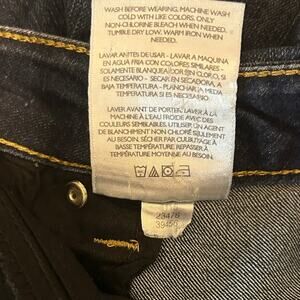 WASH BEFORE WEARING. MACHINE WASH
COLD WITH LIKE COLORS. ONLY
NON-CHLORINE BLEACH WHEN NEEDED.
TUMBLE DRY LOW. WARM IRON WHEN
NEEDED.
LAVAR ANTES DE USAR - LAVAR A MAQUINA
EN AGUA FRIA CON COLORES SIMILARES -
SOLAMENTE BLANQUEADOR SIN CLORO, SI
ES NECESARIO - SECAR EN SECADORA, A
BAJA TEMPERATURA - PLANCHA A MEDIA
TEMPERATURA SI ES NECESARIO.
LAVER AVANT DE PORTER. LAVER À LA
MACHINE À L'EAU FROIDE AVEC DES
COULEURS SEMBLABLES. UTILISER UN AGENT
DE BLANCHIMENT NON CHLORÉ SEULEMENT
AU BESOIN. SÉCHER PAR CULBUTAGE À
BASSE TEMPÉRATURE. REPASSER À
TEMPÉRATURE MOYENNE AU BESOIN.
23478
39450